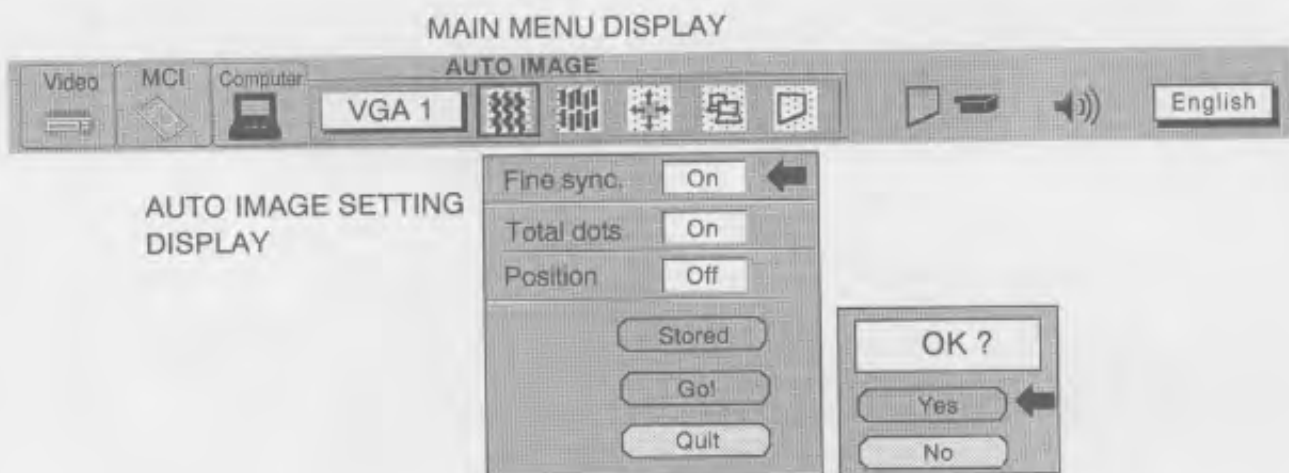 MAIN MENU DISPLAY
AUTO IMAGE
Video
MCI
Computer
VGA 1
English
AUTO IMAGE SETTING
DISPLAY
Fine sync. On
Total dots On
Position Off
Stored
Go!
Quit
OK ?
Yes
No